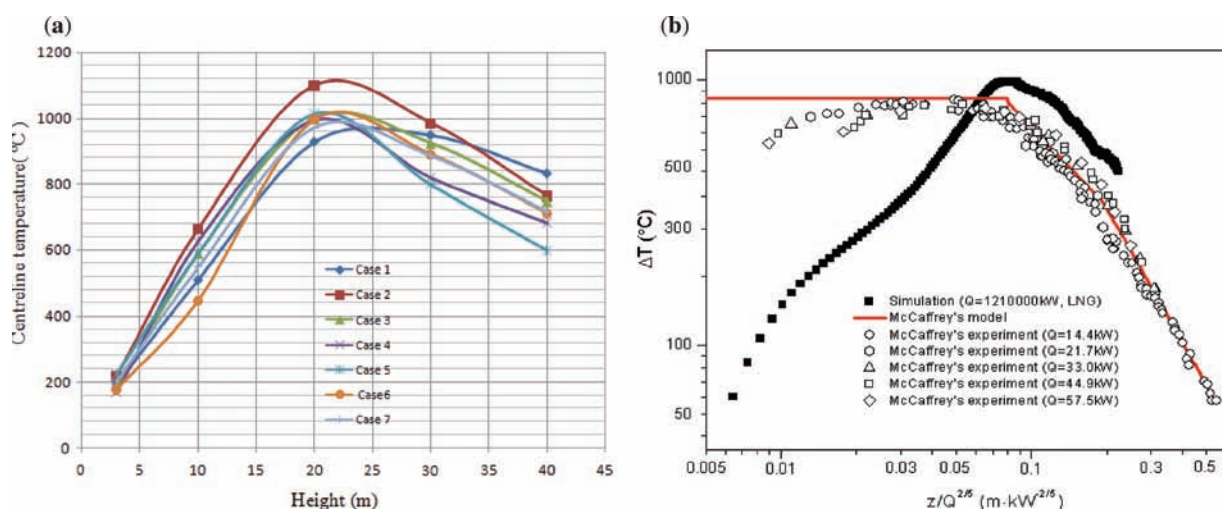 (a)
1200
1000
800
600
400
200
0
0 5 10 15 20 25 30 35 40 45
Centreline temperature( ºC)
Height (m)
Case 1
Case 2
Case 3
Case 4
Case 5
Case6
Case 7
(b)
1000
500
300
100
50
ΔT (°C)
0.005 0.01 0.03 0.05 0.1 0.3 0.5
z/Q^2/5 (m·kW^-2/5)
Simulation (Q=1210000kW, LNG)
McCaffrey's model
McCaffrey's experiment (Q=14.4kW)
McCaffrey's experiment (Q=21.7kW)
McCaffrey's experiment (Q=33.0kW)
McCaffrey's experiment (Q=44.9kW)
McCaffrey's experiment (Q=57.5kW)